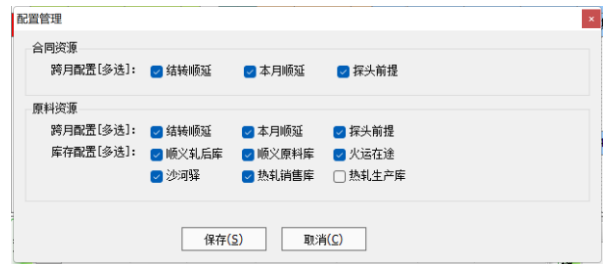 配置管理
合同资源
跨月配置[多选]： 结转顺延 本月顺延 探头前提
原料资源
跨月配置[多选]： 结转顺延 本月顺延 探头前提
库存配置[多选]： 顺义轧后库 顺义原料库 火运在途
沙河驿 热轧销售库 热轧生产库
保存(S) 取消(C)